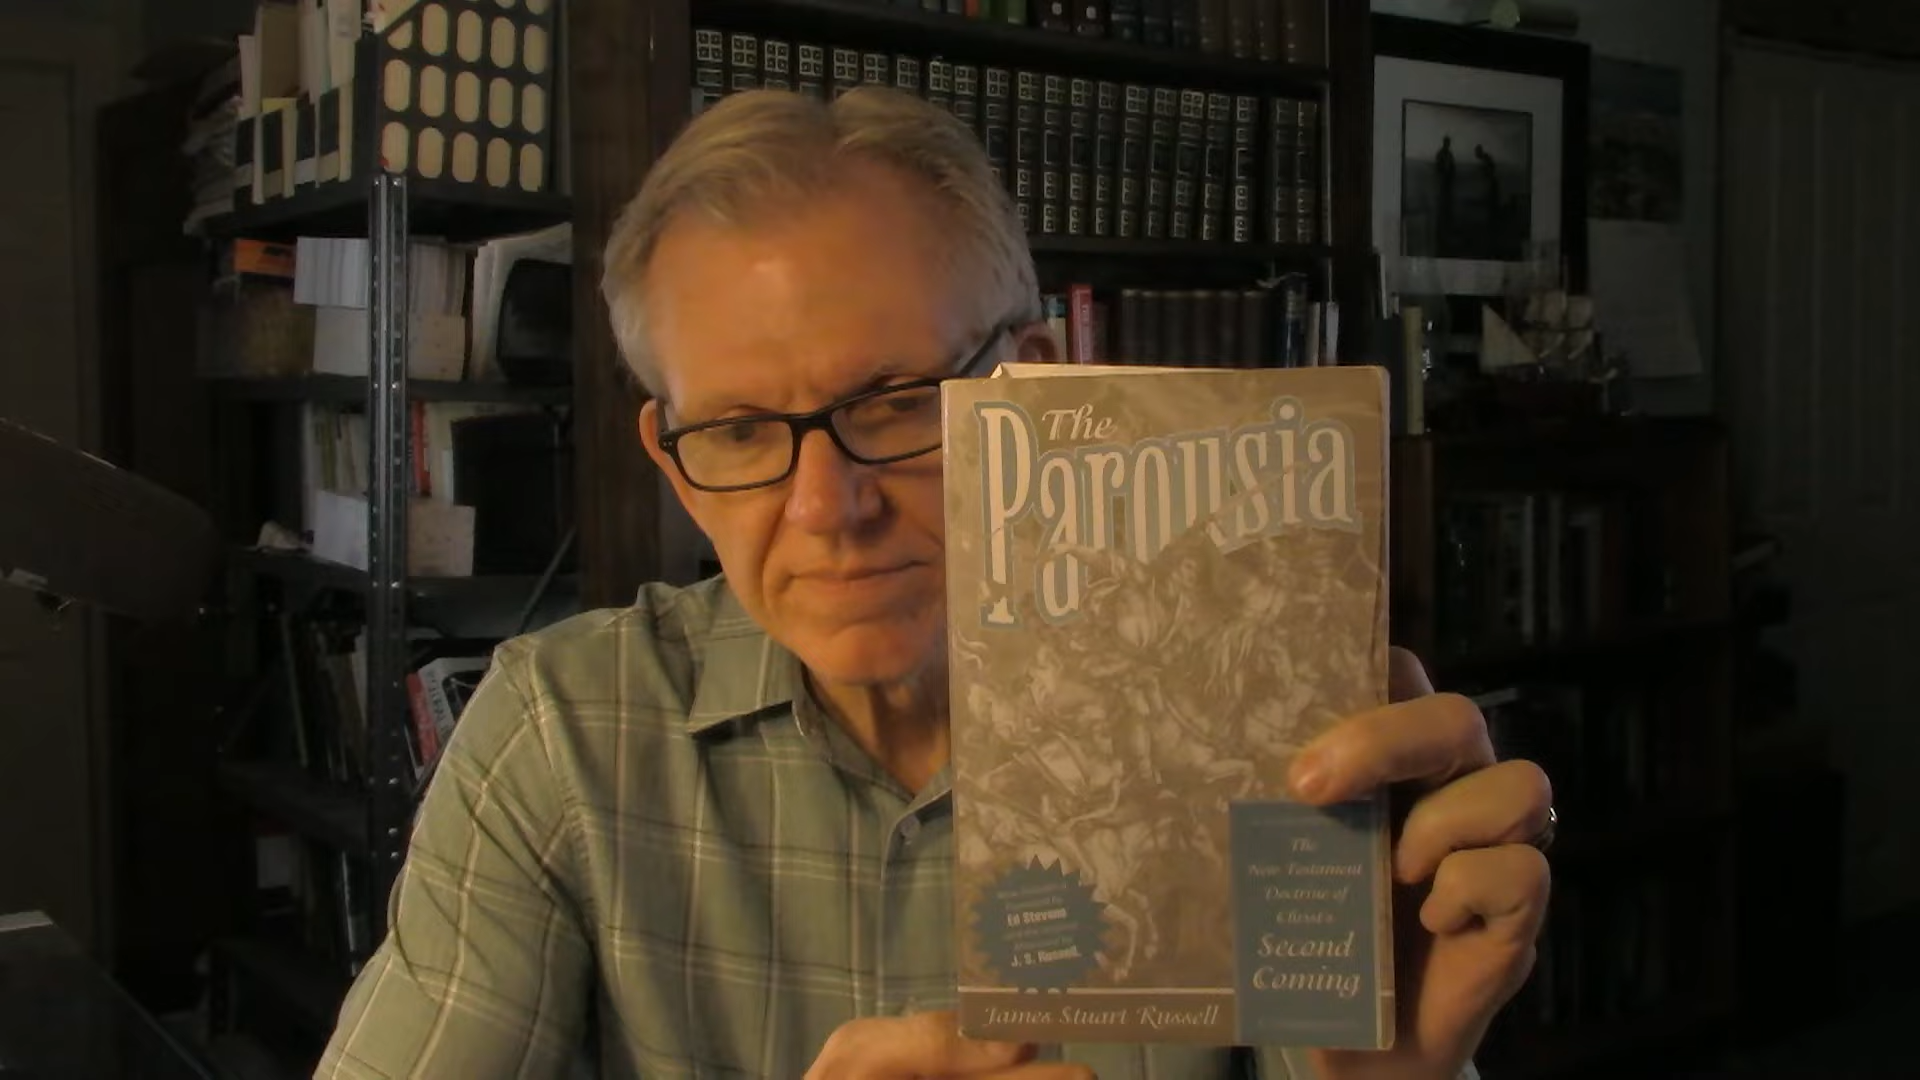 The
Parousia
Ed Stevens
J. S. Russell.
The
New Testament
Doctrine of
Christ's
Second
Coming
James Stuart Russell